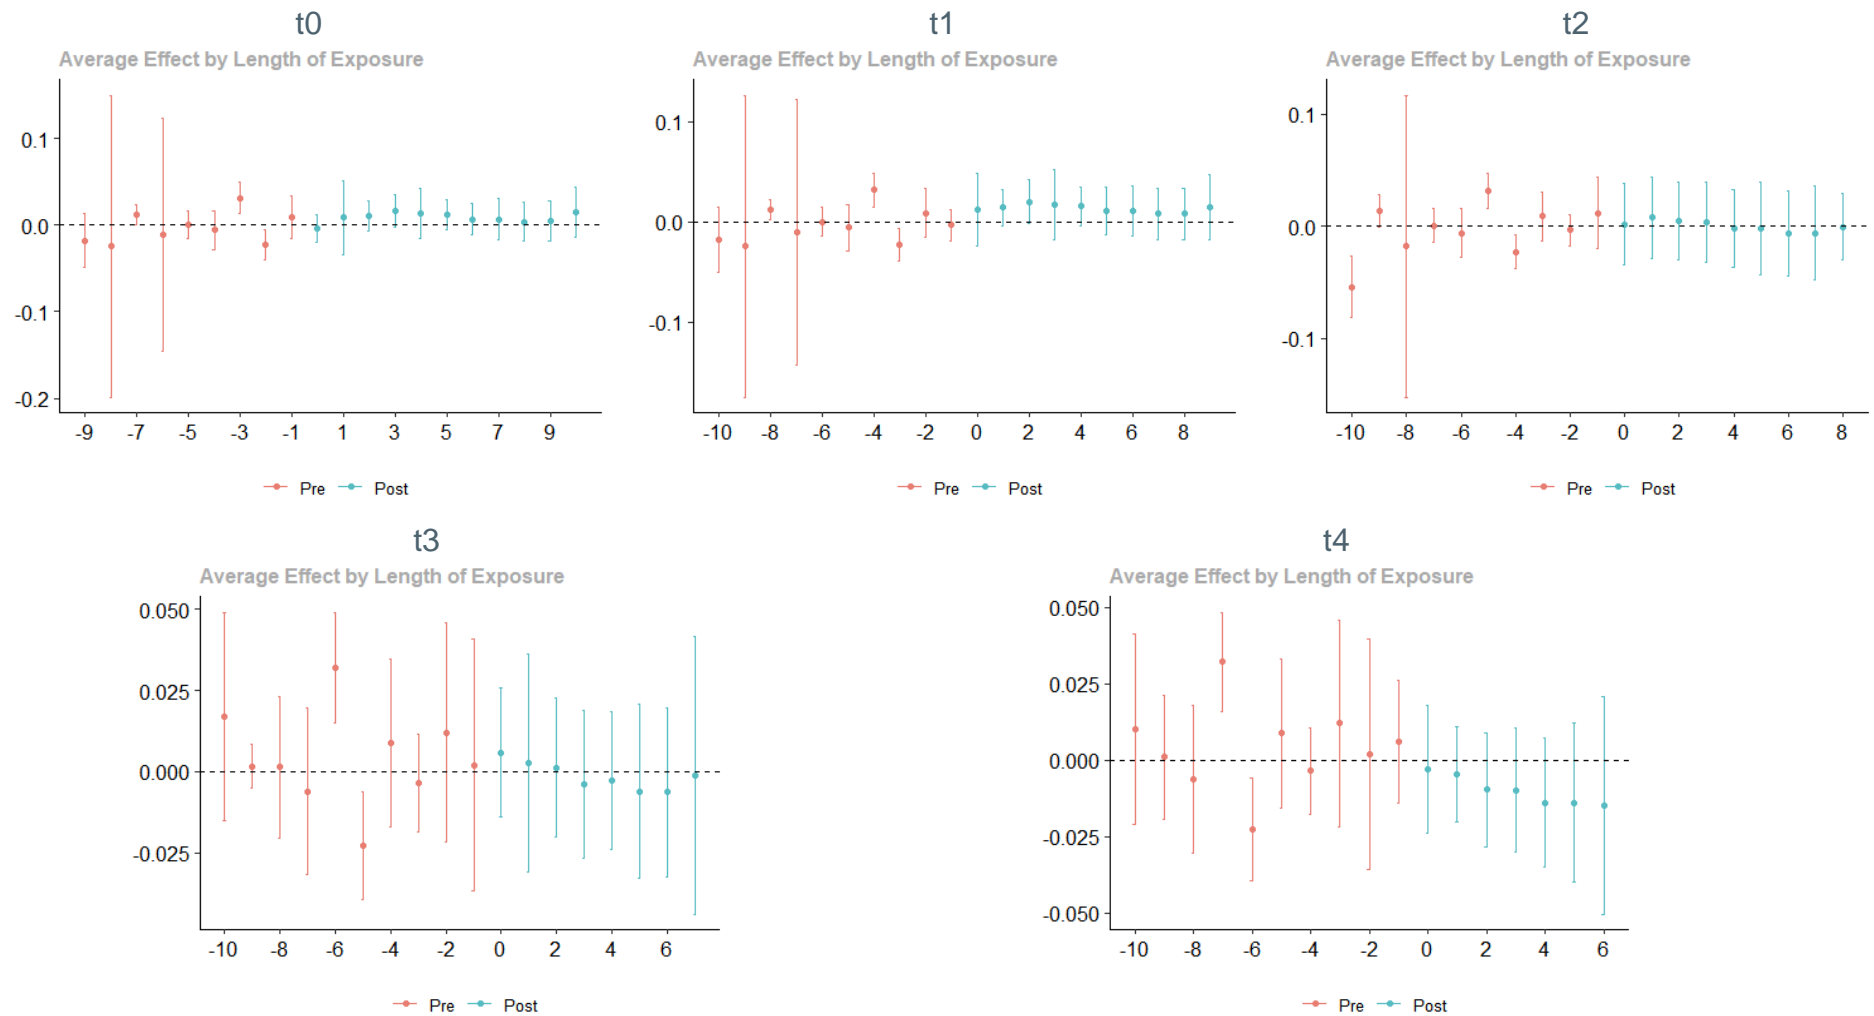 t0
Average Effect by Length of Exposure
0.1
0.0
-0.1
-0.2
-9 -7 -5 -3 -1 1 3 5 7 9
Pre Post
t1
Average Effect by Length of Exposure
0.1
0.0
-0.1
-10 -8 -6 -4 -2 0 2 4 6 8
Pre Post
t2
Average Effect by Length of Exposure
0.1
0.0
-0.1
-10 -8 -6 -4 -2 0 2 4 6 8
Pre Post
t3
Average Effect by Length of Exposure
0.050
0.025
0.000
-0.025
-10 -8 -6 -4 -2 0 2 4 6
Pre Post
t4
Average Effect by Length of Exposure
0.050
0.025
0.000
-0.025
-0.050
-10 -8 -6 -4 -2 0 2 4 6
Pre Post